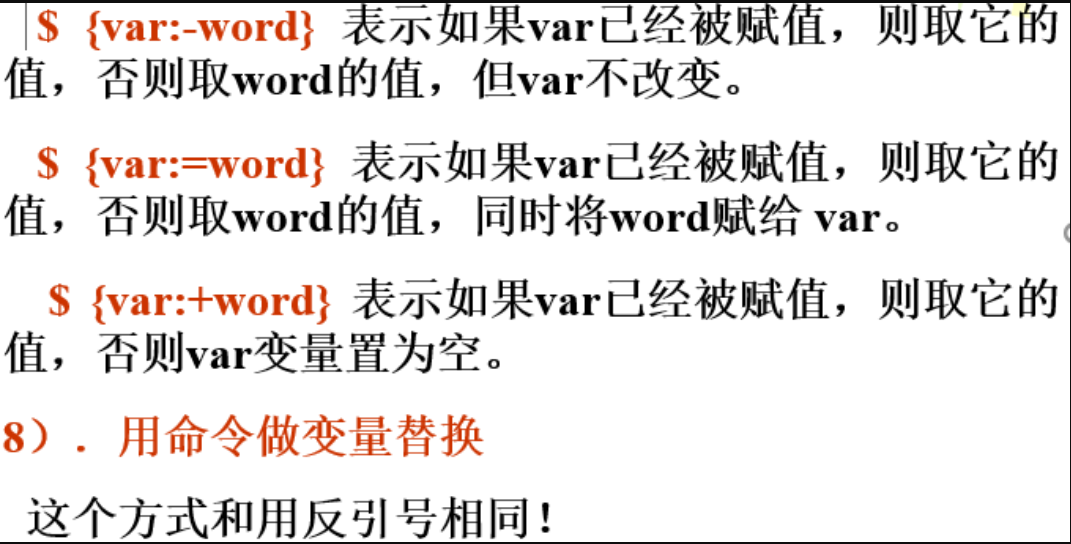 $ {var:-word} 表示如果var已经被赋值，则取它的
值，否则取word的值，但var不改变。
$ {var:=word} 表示如果var已经被赋值，则取它的
值，否则取word的值，同时将word赋给 var。
$ {var:+word} 表示如果var已经被赋值，则取它的
值，否则var变量置为空。
8）. 用命令做变量替换
这个方式和用反引号相同！